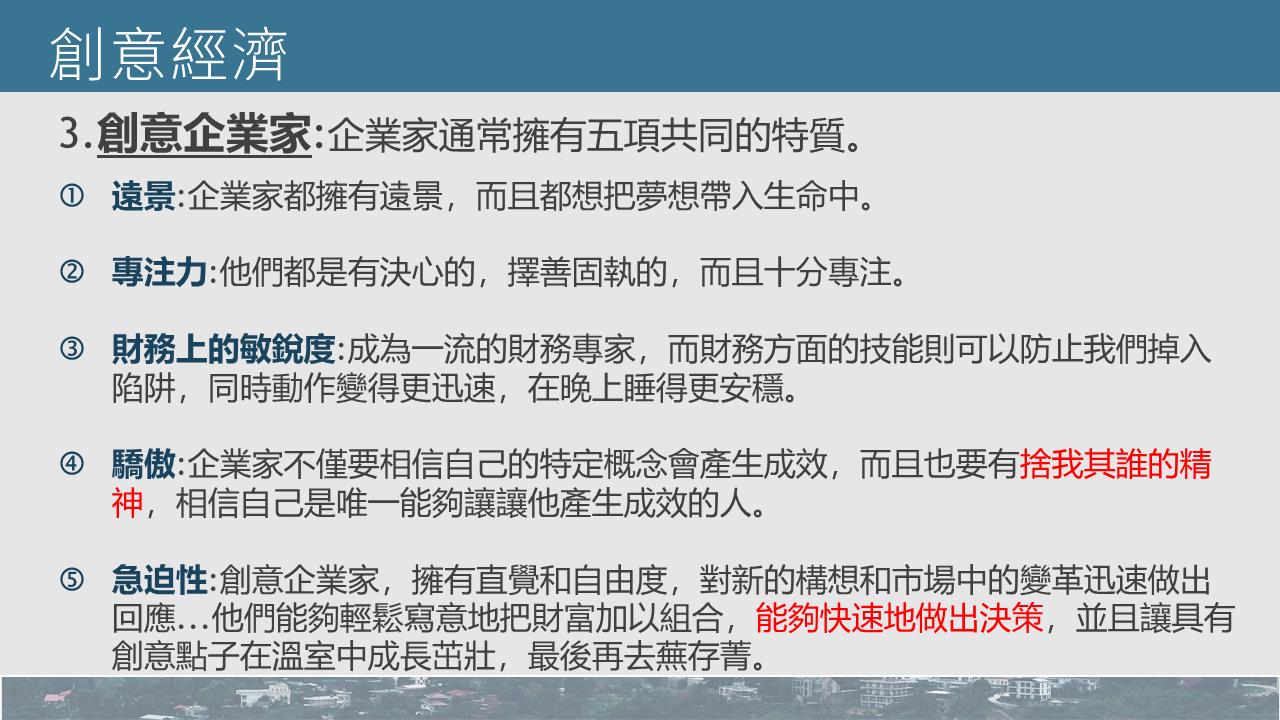 創意經濟
3.創意企業家:企業家通常擁有五項共同的特質。
① 遠景:企業家都擁有遠景，而且都想把夢想帶入生命中。
② 專注力:他們都是有決心的，擇善固執的，而且十分專注。
③ 財務上的敏銳度:成為一流的財務專家，而財務方面的技能則可以防止我們掉入
陷阱，同時動作變得更迅速，在晚上睡得更安穩。
④ 驕傲:企業家不僅要相信自己的特定概念會產生成效，而且也要有捨我其誰的精
神，相信自己是唯一能夠讓讓他產生成效的人。
⑤ 急迫性:創意企業家，擁有直覺和自由度，對新的構想和市場中的變革迅速做出
回應…他們能夠輕鬆寫意地把財富加以組合，能夠快速地做出決策，並且讓具有
創意點子在溫室中成長茁壯，最後再去蕪存菁。